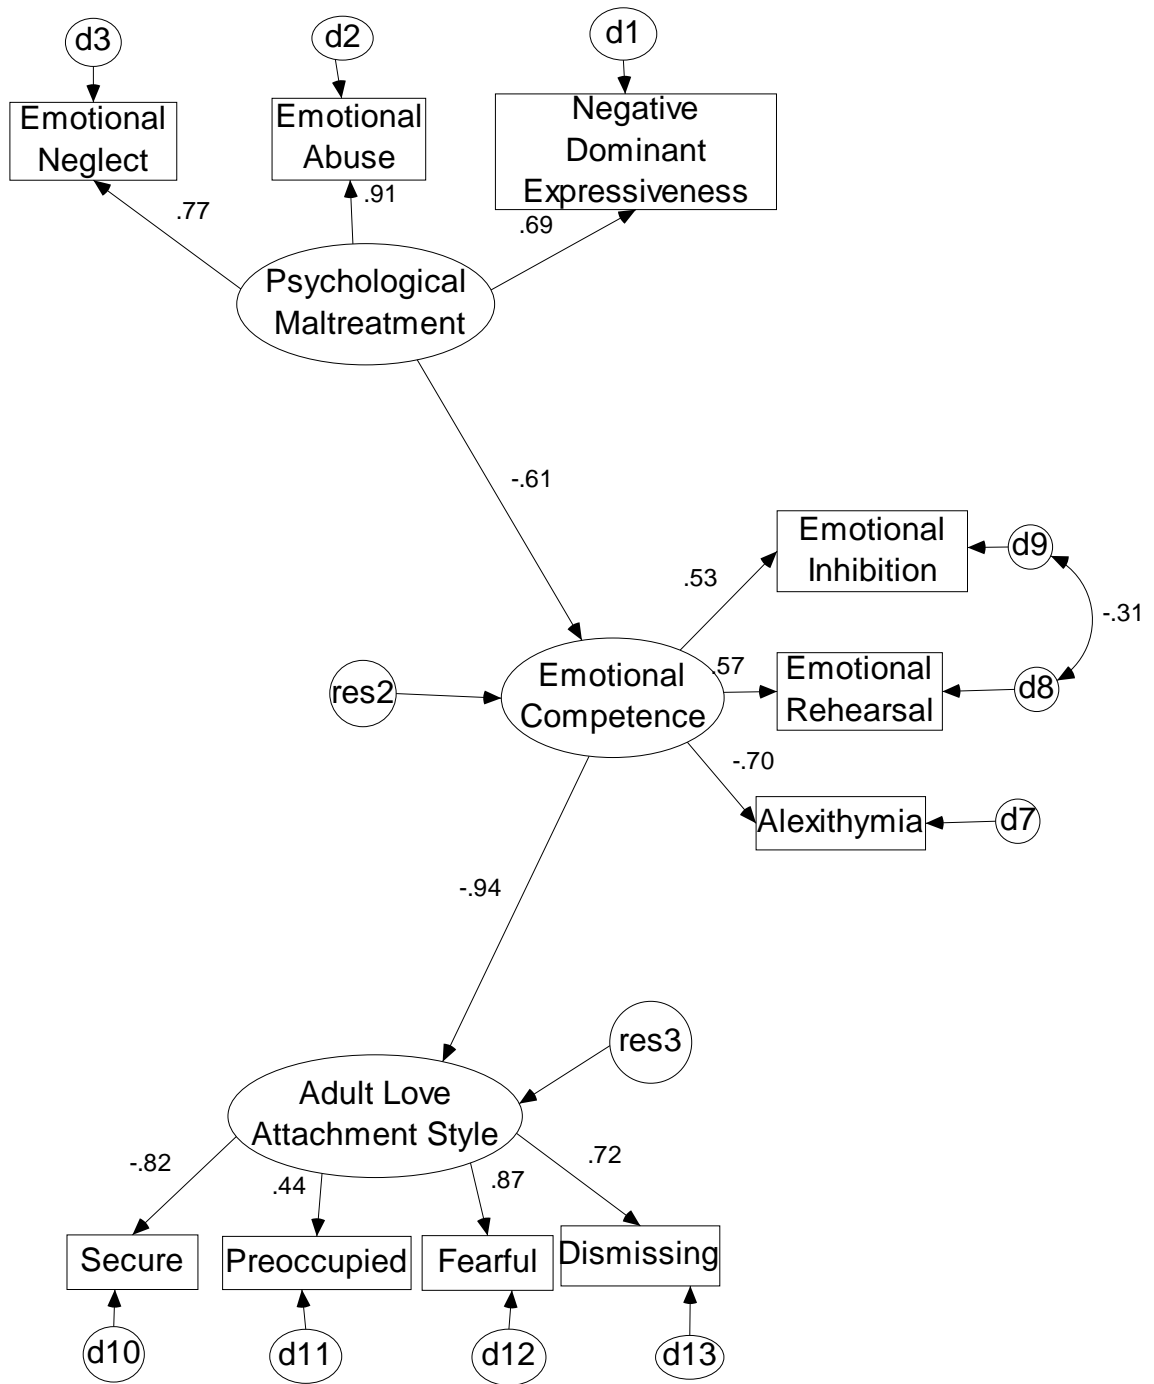 d3
d2
d1
Emotional
Neglect
Emotional
Abuse
Negative
Dominant
Expressiveness
.77
.91
.69
Psychological
Maltreatment
-.61
Emotional
Inhibition
d9
.53
-.31
.57
Emotional
Rehearsal
d8
res2
Emotional
Competence
-.70
Alexithymia
d7
-.94
res3
Adult Love
Attachment Style
-.82
.44
.87
.72
Secure
Preoccupied
Fearful
Dismissing
d10
d11
d12
d13